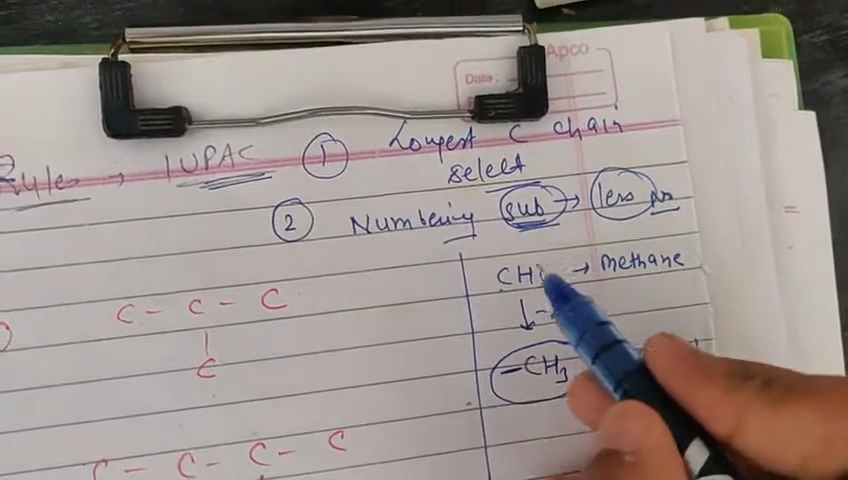 Apco
Date:
Rules → IUPAC ① Longest C chain
select
② Numbering sub → less no
CH → methane
C - C - C
|
C
↓ -
-CH3
C - C - C - C